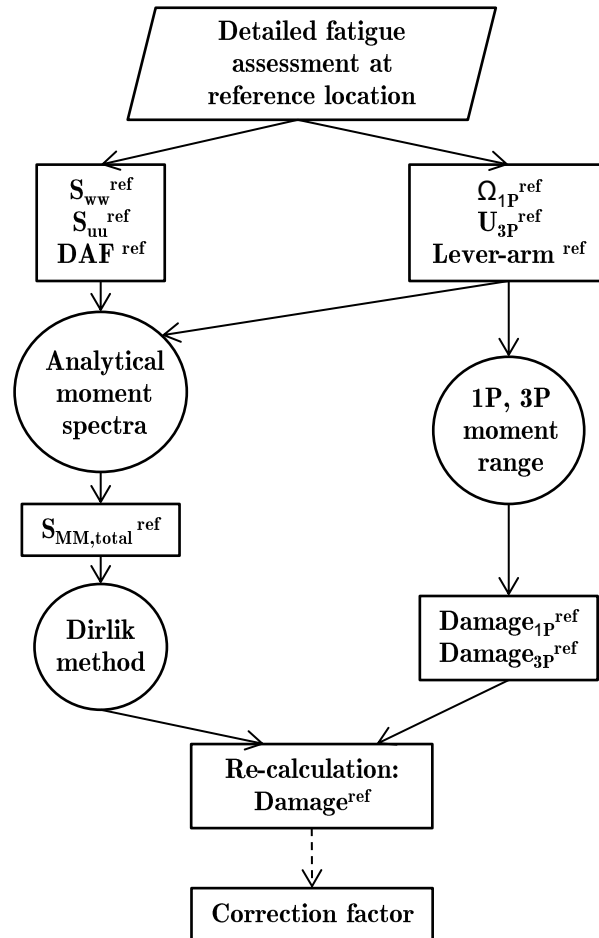 Detailed fatigue
assessment at
reference location
S_ww^ref
S_uu^ref
DAF ^ref
Ω_1P^ref
U_3P^ref
Lever-arm ^ref
Analytical
moment
spectra
1P, 3P
moment
range
S_MM,total^ref
Dirlik
method
Damage_1P^ref
Damage_3P^ref
Re-calculation:
Damage^ref
Correction factor